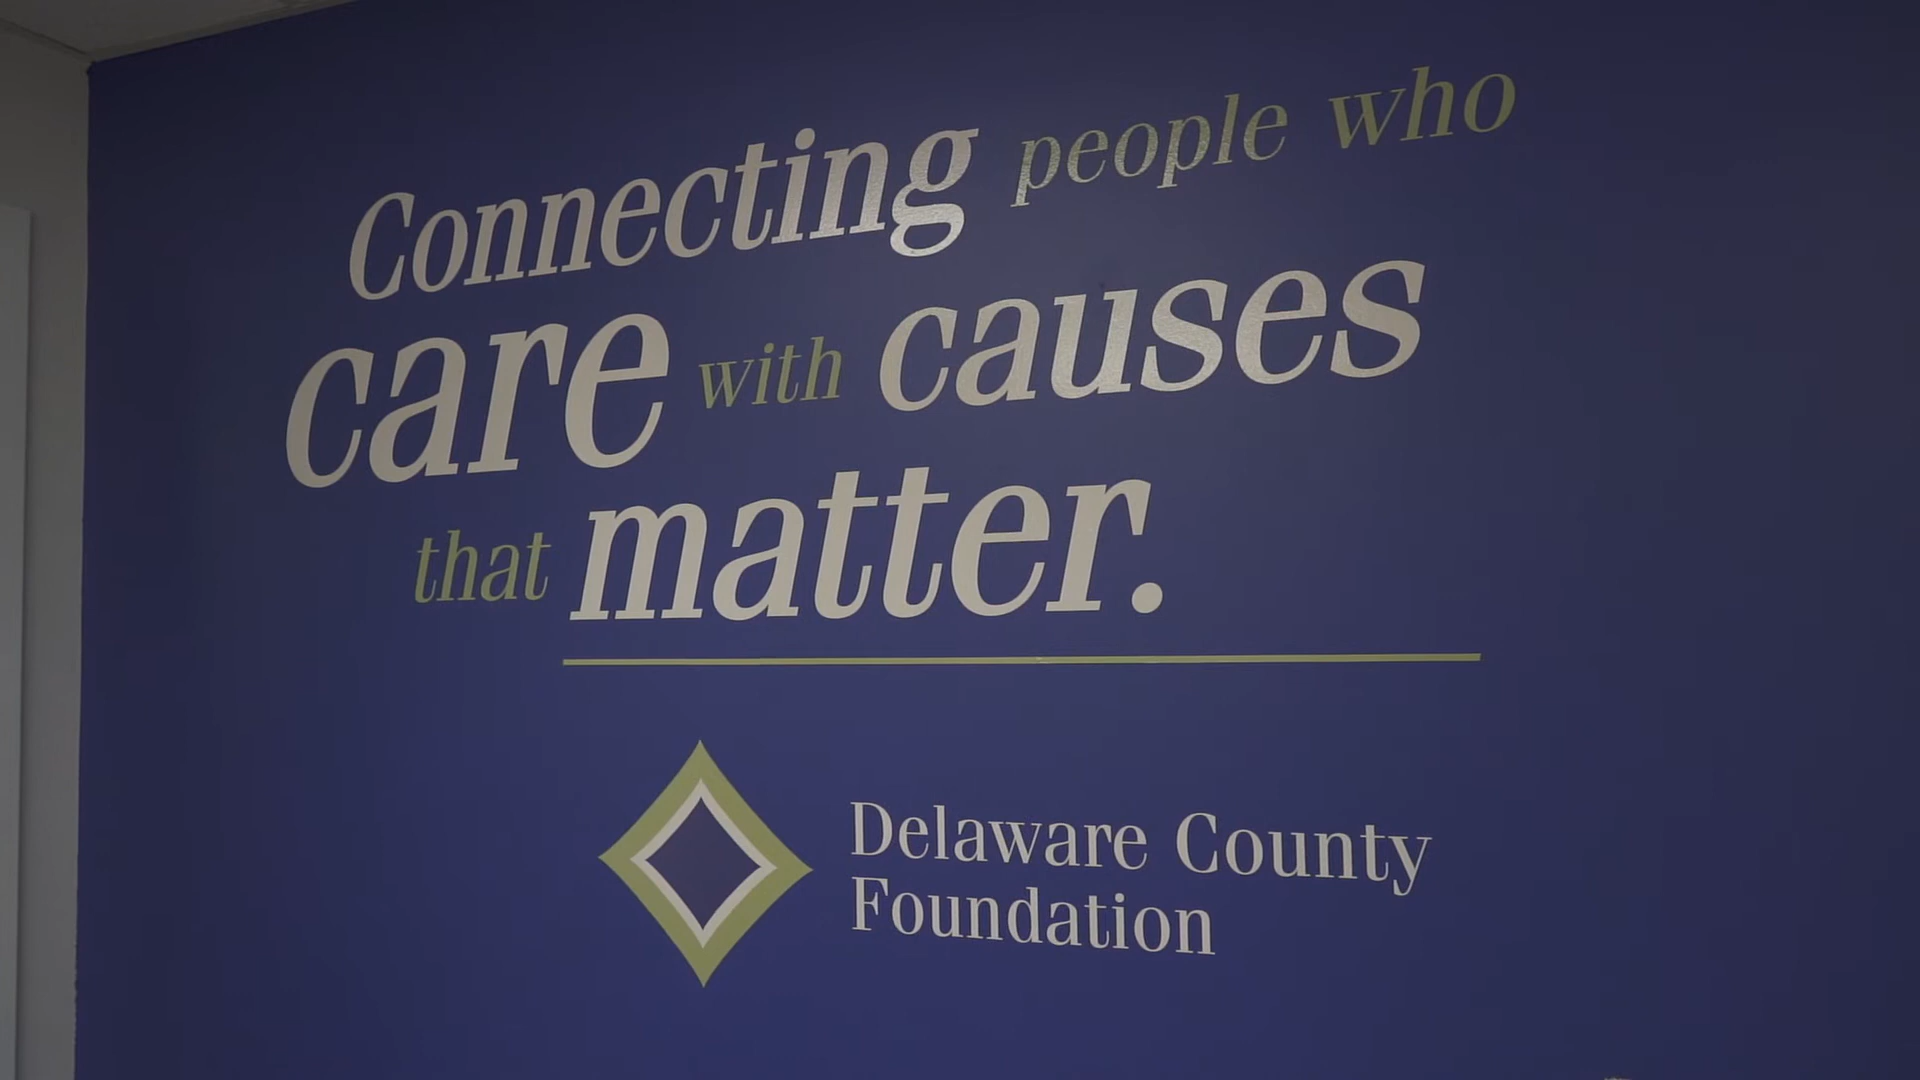 Connecting people who
care with causes
that matter.
Delaware County
Foundation